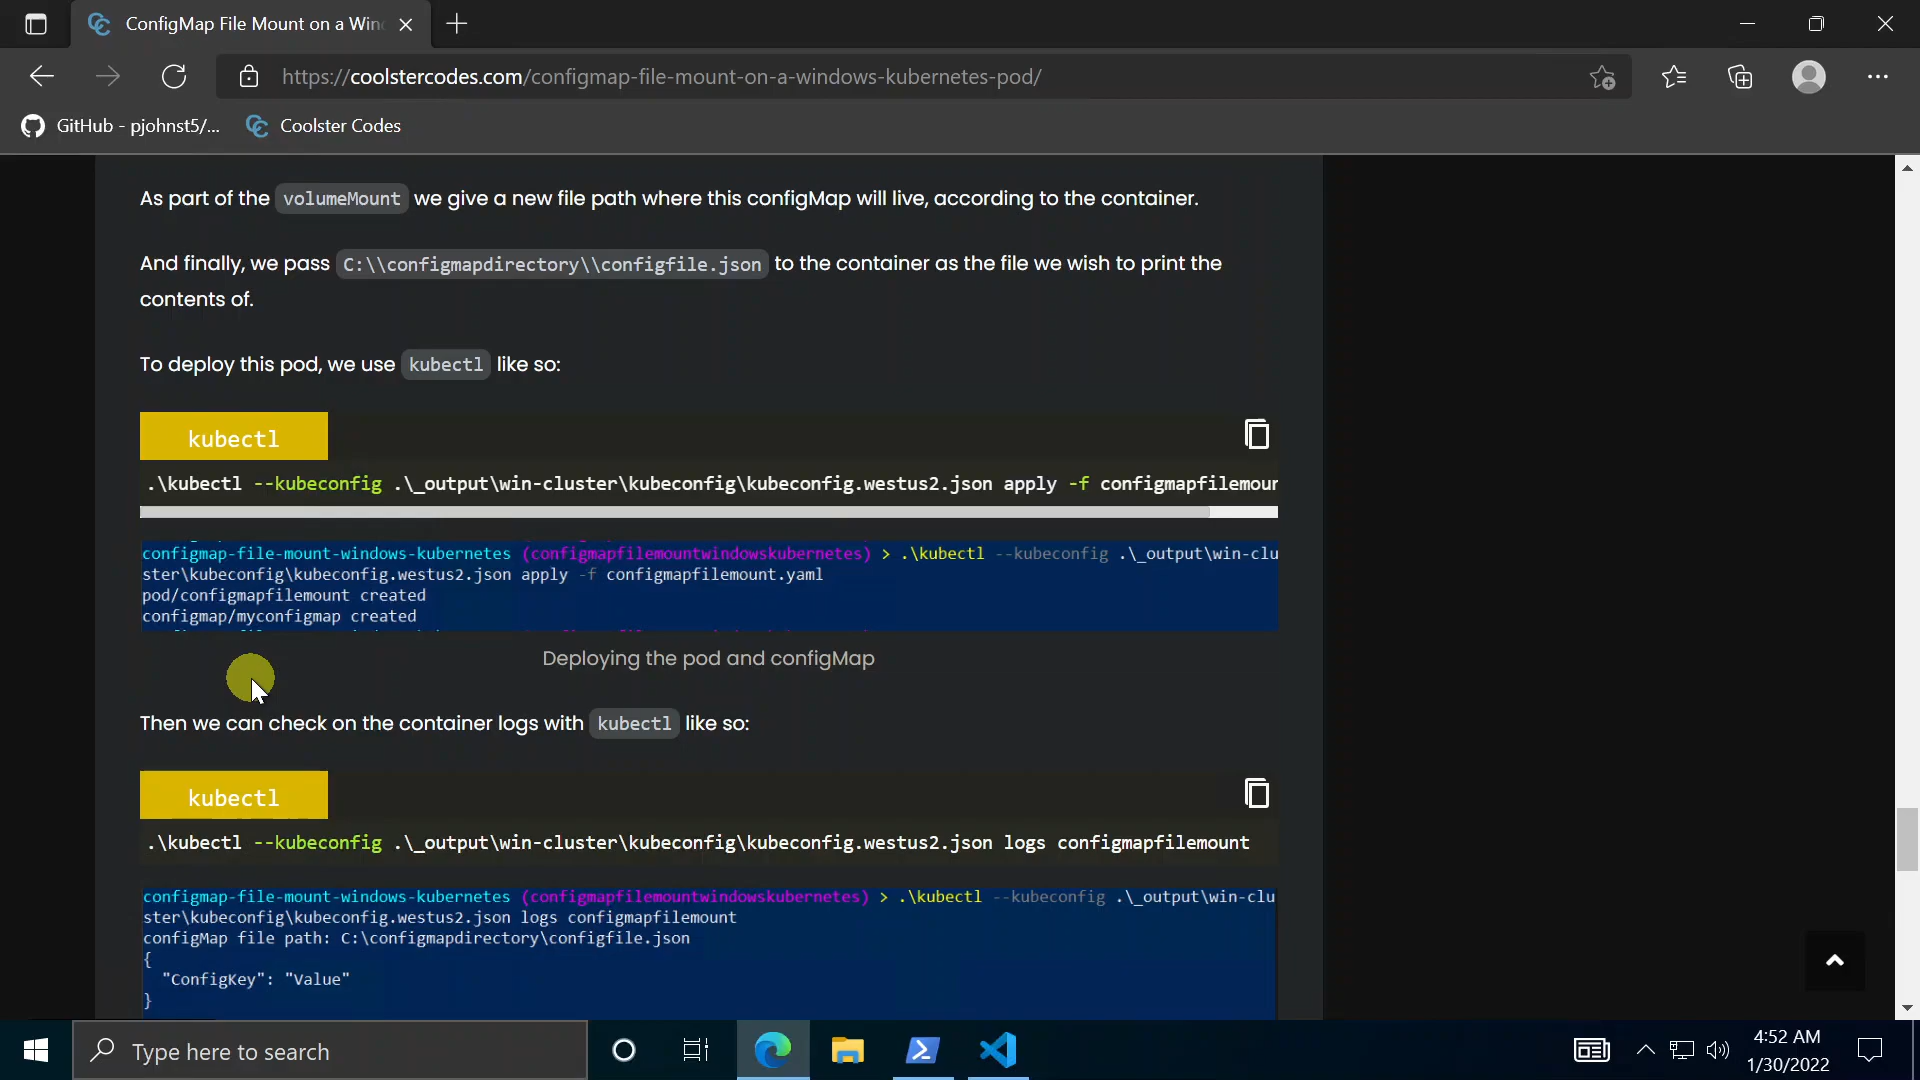 ConfigMap File Mount on a Win
https://coolstercodes.com/configmap-file-mount-on-a-windows-kubernetes-pod/
GitHub - pjohnst5/...
Coolster Codes
As part of the volumeMount we give a new file path where this configMap will live, according to the container.
And finally, we pass C:\\configmapdirectory\\configfile.json to the container as the file we wish to print the
contents of.
To deploy this pod, we use kubectl like so:
kubectl
.\kubectl --kubeconfig .\_output\win-cluster\kubeconfig\kubeconfig.westus2.json apply -f configmapfilemour
configmap-file-mount-windows-kubernetes (configmapfilemountwindowskubernetes) > .\kubectl --kubeconfig .\_output\win-clu
ster\kubeconfig\kubeconfig.westus2.json apply -f configmapfilemount.yaml
pod/configmapfilemount created
configmap/myconfigmap created
Deploying the pod and configMap
Then we can check on the container logs with kubectl like so:
kubectl
.\kubectl --kubeconfig .\_output\win-cluster\kubeconfig\kubeconfig.westus2.json logs configmapfilemount
configmap-file-mount-windows-kubernetes (configmapfilemountwindowskubernetes) > .\kubectl --kubeconfig .\_output\win-clu
ster\kubeconfig\kubeconfig.westus2.json logs configmapfilemount
configMap file path: C:\configmapdirectory\configfile.json
{
"ConfigKey": "Value"
}
Type here to search
4:52 AM
1/30/2022